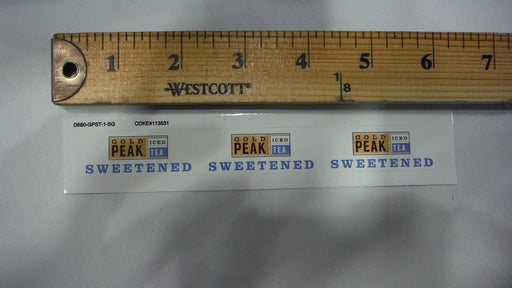 1 2 3 4 5 6 7
WESTCOTT®
1
8
D680-GPST-1-SG COKE#113531
GOLD PEAK ICED TEA
SWEETENED
GOLD PEAK ICED TEA
SWEETENED
GOLD PEAK ICED TEA
SWEETENED